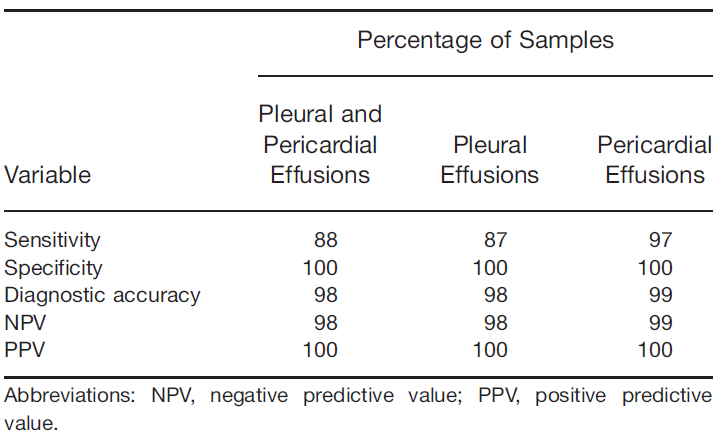 Percentage of Samples
Variable Pleural and Pericardial Effusions Pleural Effusions Pericardial Effusions
Sensitivity 88 87 97
Specificity 100 100 100
Diagnostic accuracy 98 98 99
NPV 98 98 99
PPV 100 100 100
Abbreviations: NPV, negative predictive value; PPV, positive predictive
value.